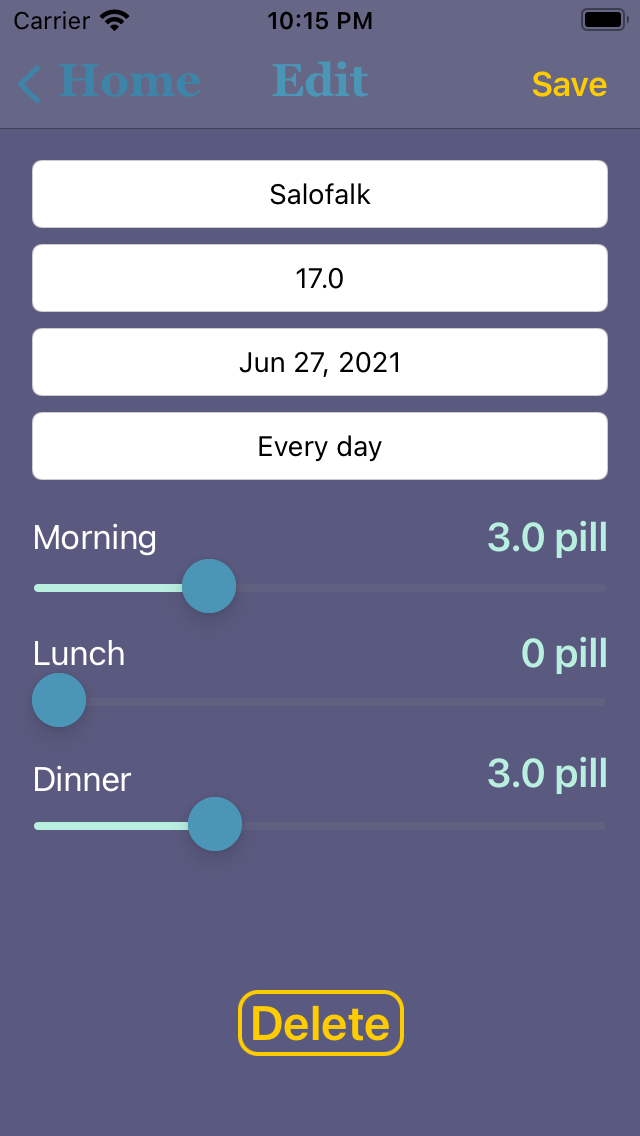 Carrier 10:15 PM
Home Edit Save
Salofalk
17.0
Jun 27, 2021
Every day
Morning 3.0 pill
Lunch 0 pill
Dinner 3.0 pill
Delete